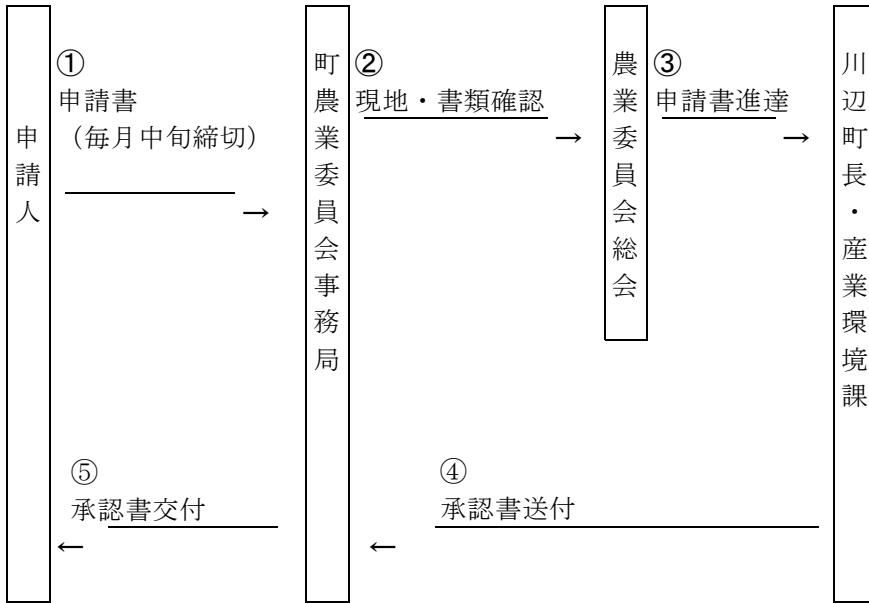 申請人
①
申請書
（毎月中旬締切）
→
町農業委員会事務局
②
現地・書類確認
→
農業委員会総会
③
申請書進達
→
川辺町長・産業環境課
④
承認書送付
←
⑤
承認書交付
←